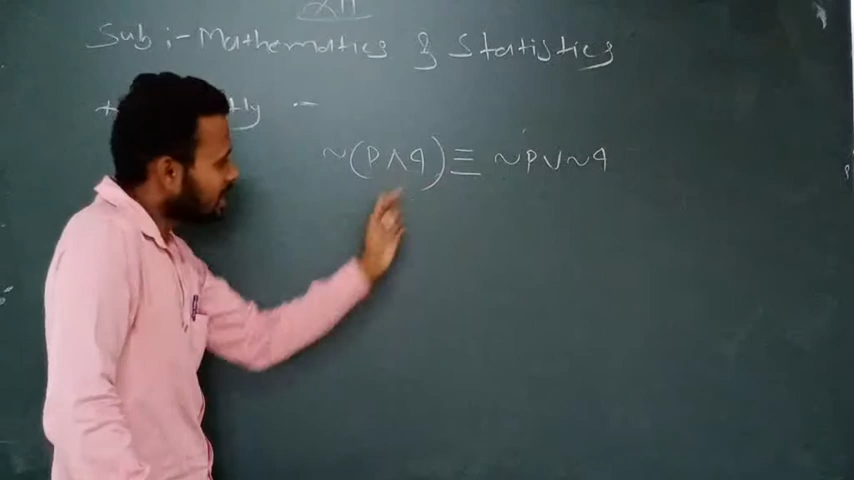 XII
Sub :- Mathematics & Statistics
~(p∧q) ≡ ~p∨~q